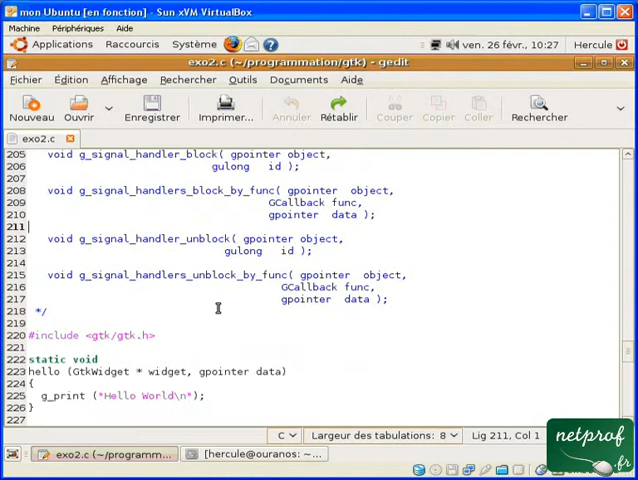 mon Ubuntu [en fonction] - Sun xVM VirtualBox
Machine Périphériques Aide
Applications Raccourcis Système ven. 26 févr., 10:27 Hercule
exo2.c (~/programmation/gtk) - gedit
Fichier Édition Affichage Rechercher Outils Documents Aide
Nouveau Ouvrir Enregistrer Imprimer... Annuler Rétablir Couper Copier Coller Rechercher
exo2.c
205 void g_signal_handler_block( gpointer object,
206 gulong id );
207
208 void g_signal_handlers_block_by_func( gpointer object,
209 GCallback func,
210 gpointer data );
211
212 void g_signal_handler_unblock( gpointer object,
213 gulong id );
214
215 void g_signal_handlers_unblock_by_func( gpointer object,
216 GCallback func,
217 gpointer data );
218 */
219
220 #include <gtk/gtk.h>
221
222 static void
223 hello (GtkWidget * widget, gpointer data)
224 {
225 g_print ("Hello World\n");
226 }
227
C Largeur des tabulations: 8 Lig 211, Col 1
exo2.c (~/programm... [hercule@ouranos: ~...
netprof
.fr